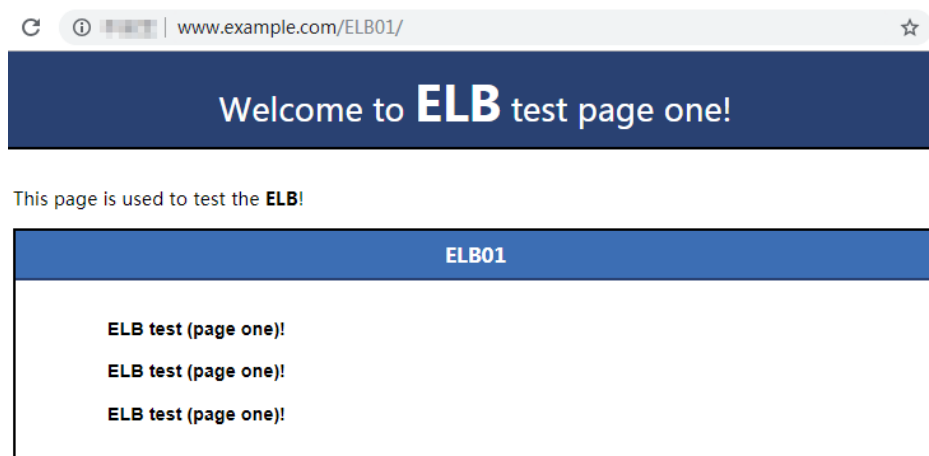 www.example.com/ELB01/
Welcome to ELB test page one!
This page is used to test the ELB!
ELB01
ELB test (page one)!
ELB test (page one)!
ELB test (page one)!